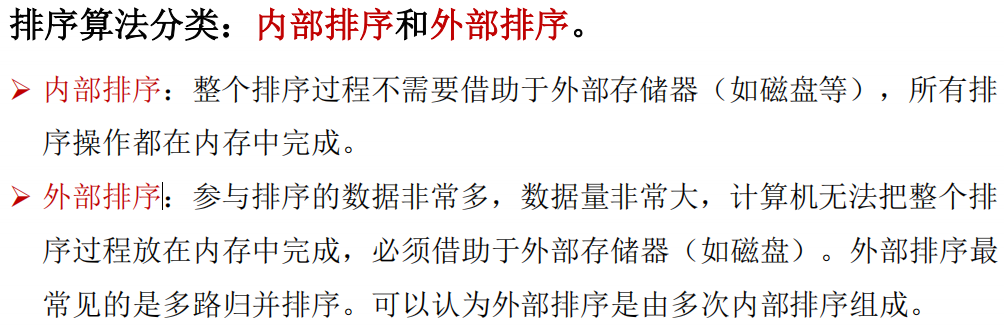 排序算法分类：内部排序和外部排序。
➢ 内部排序：整个排序过程不需要借助于外部存储器（如磁盘等），所有排
序操作都在内存中完成。
➢ 外部排序：参与排序的数据非常多，数据量非常大，计算机无法把整个排
序过程放在内存中完成，必须借助于外部存储器（如磁盘）。外部排序最
常见的是多路归并排序。可以认为外部排序是由多次内部排序组成。